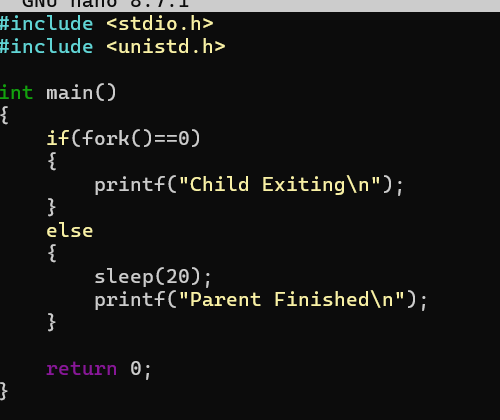 GNU nano 8.7.1
#include <stdio.h>
#include <unistd.h>
int main()
{
    if(fork()==0)
    {
        printf("Child Exiting\n");
    }
    else
    {
        sleep(20);
        printf("Parent Finished\n");
    }
    return 0;
}